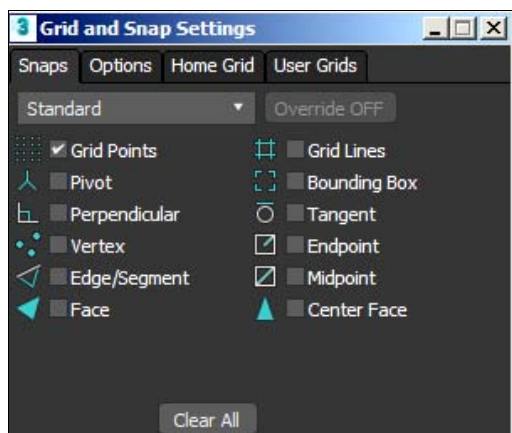 3 Grid and Snap Settings
Snaps Options Home Grid User Grids
Standard Override OFF
Grid Points Grid Lines
Pivot Bounding Box
Perpendicular Tangent
Vertex Endpoint
Edge/Segment Midpoint
Face Center Face
Clear All